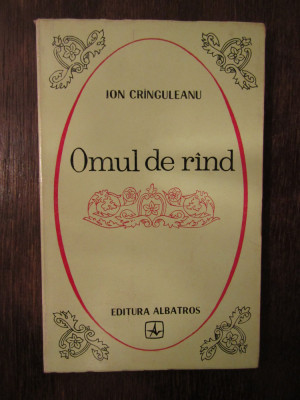 ION CRÎNGULEANU
Omul de rînd
EDITURA ALBATROS
A